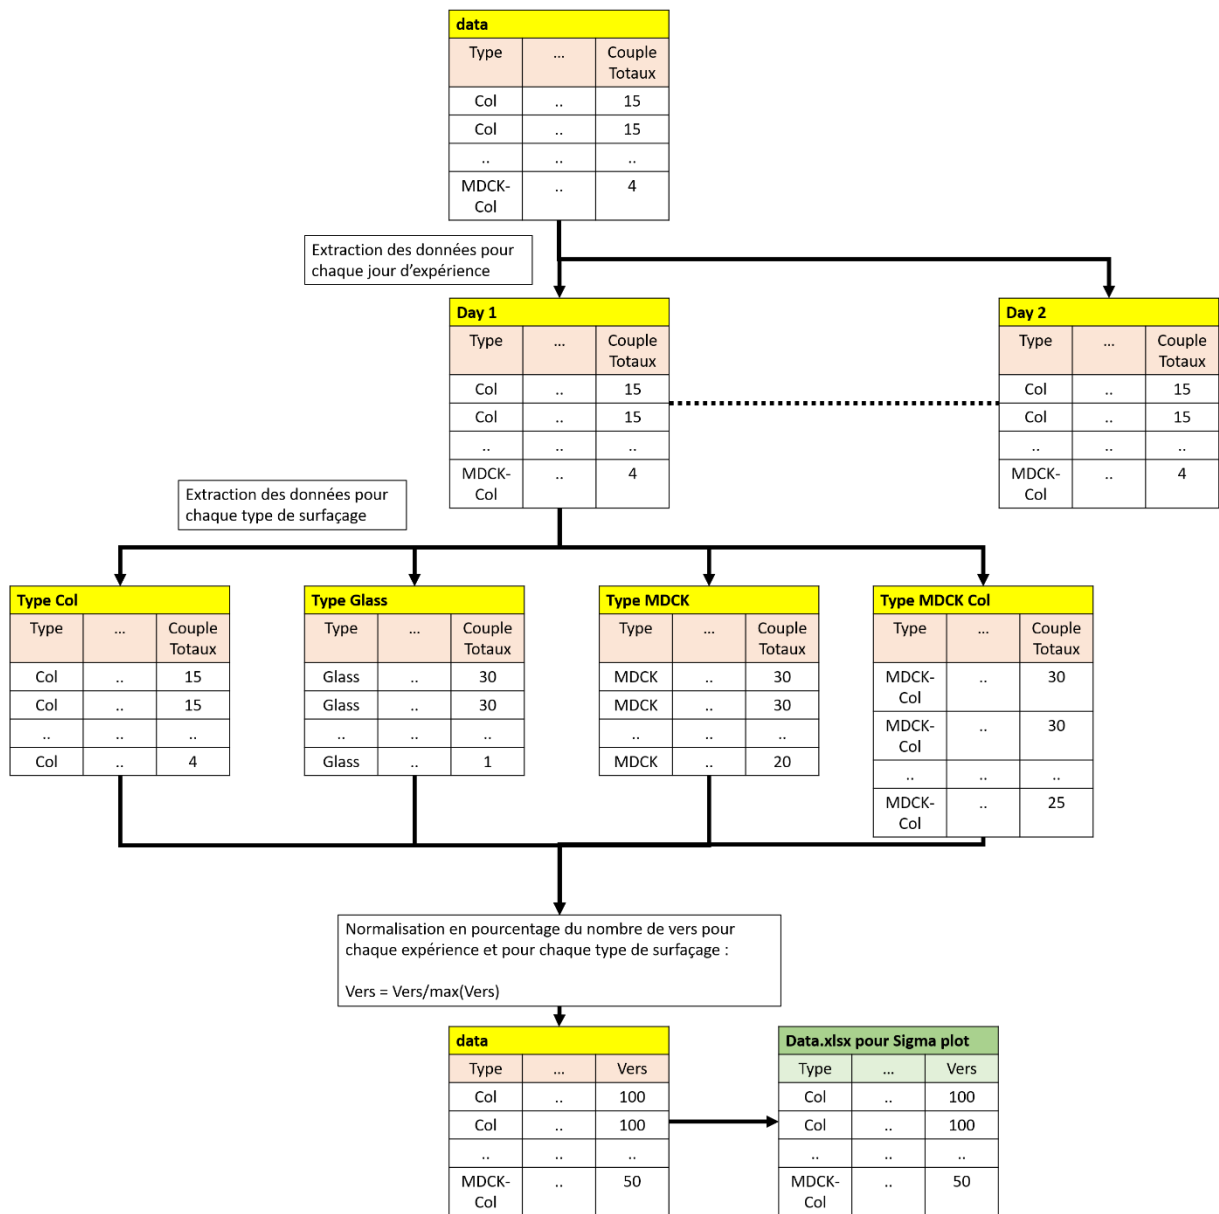 data
Type ... Couple
Totaux
Col .. 15
Col .. 15
.. .. ..
MDCK- .. 4
Col
Extraction des données pour
chaque jour d’expérience
Day 1
Type ... Couple
Totaux
Col .. 15
Col .. 15
.. .. ..
MDCK- .. 4
Col
Day 2
Type ... Couple
Totaux
Col .. 15
Col .. 15
.. .. ..
MDCK- .. 4
Col
Extraction des données pour
chaque type de surfaçage
Type Col
Type ... Couple
Totaux
Col .. 15
Col .. 15
.. .. ..
Col .. 4
Type Glass
Type ... Couple
Totaux
Glass .. 30
Glass .. 30
.. .. ..
Glass .. 1
Type MDCK
Type ... Couple
Totaux
MDCK .. 30
MDCK .. 30
.. .. ..
MDCK .. 20
Type MDCK Col
Type ... Couple
Totaux
MDCK- .. 30
Col
MDCK- .. 30
Col
.. .. ..
MDCK- .. 25
Col
Normalisation en pourcentage du nombre de vers pour
chaque expérience et pour chaque type de surfaçage :
Vers = Vers/max(Vers)
data
Type ... Vers
Col .. 100
Col .. 100
.. .. ..
MDCK- .. 50
Col
Data.xlsx pour Sigma plot
Type ... Vers
Col .. 100
Col .. 100
.. .. ..
MDCK- .. 50
Col